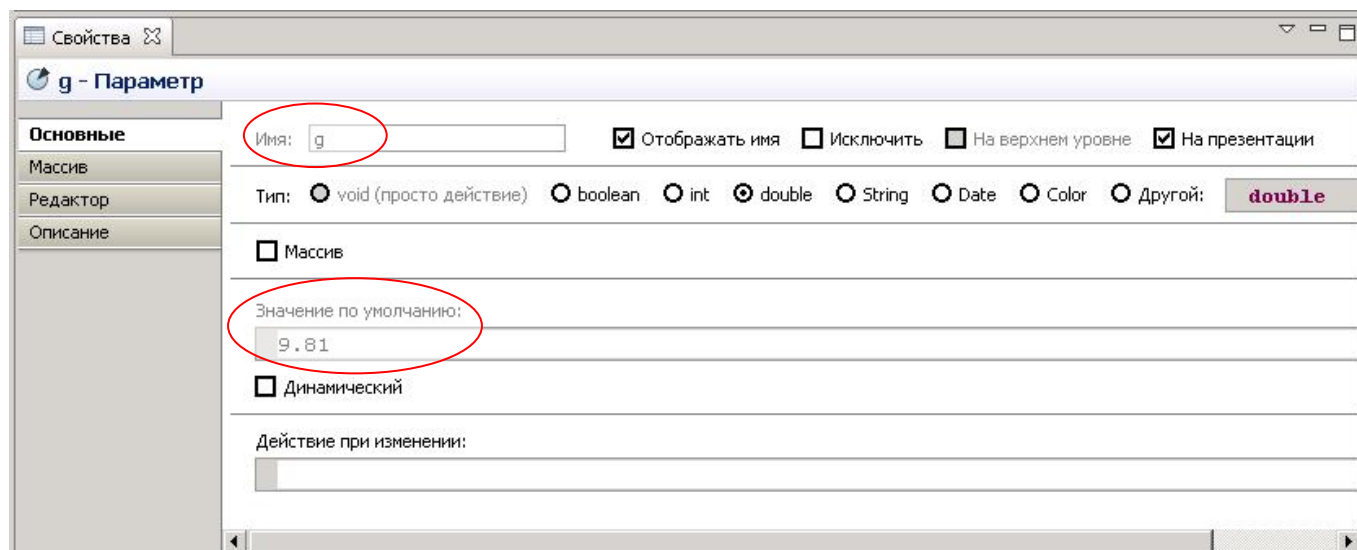 Свойства
g - Параметр
Основные
Массив
Редактор
Описание
Имя: g Отображать имя Исключить На верхнем уровне На презентации
Тип: void (просто действие) boolean int double String Date Color Другой: double
Массив
Значение по умолчанию:
9.81
Динамический
Действие при изменении: